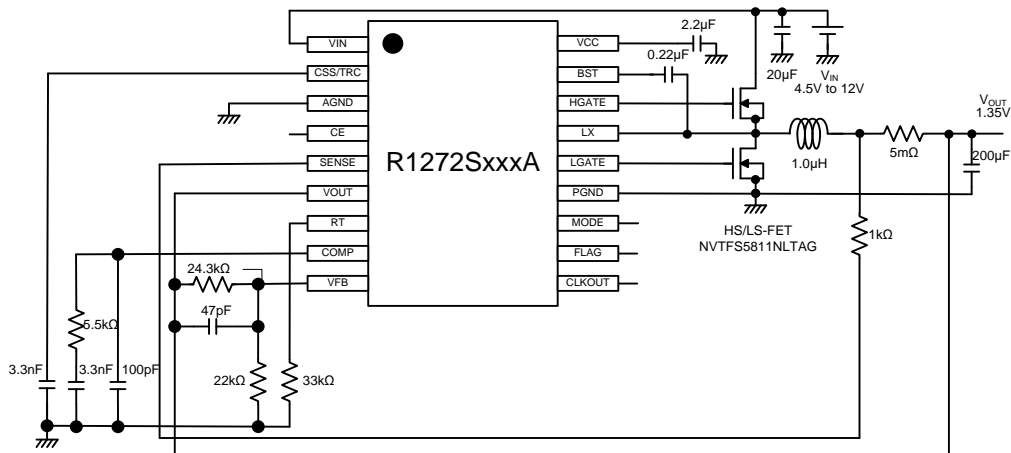 2.2µF
0.22µF
20µF
VIN
4.5V to 12V
VOUT
1.35V
VIN
CSS/TRC
AGND
CE
SENSE
VOUT
RT
COMP
VFB
R1272SxxxA
VCC
BST
HGATE
LX
LGATE
PGND
MODE
FLAG
CLKOUT
1.0µH
5mΩ
200µF
HS/LS-FET
NVTFS5811NLTAG
1kΩ
24.3kΩ
47pF
5.5kΩ
3.3nF
3.3nF
100pF
22kΩ
33kΩ